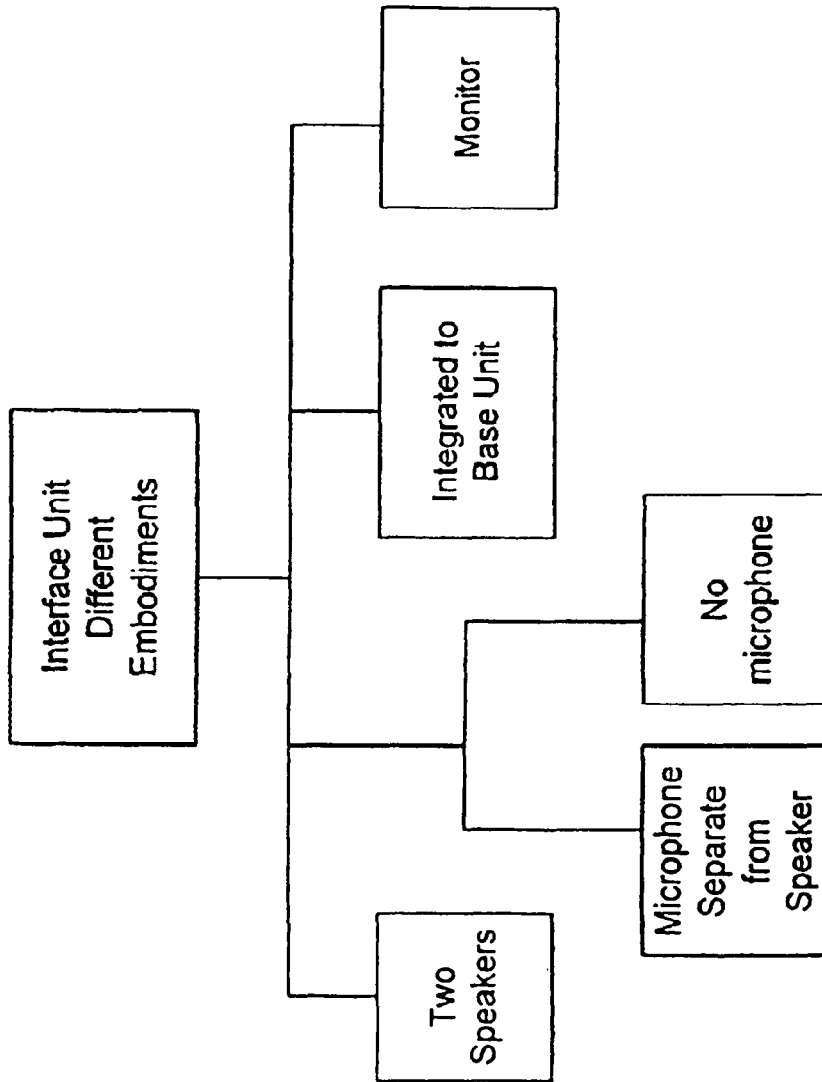 Interface Unit
Different
Embodiments
Two
Speakers
Microphone
Separate
from
Speaker
No
microphone
Integrated to
Base Unit
Monitor